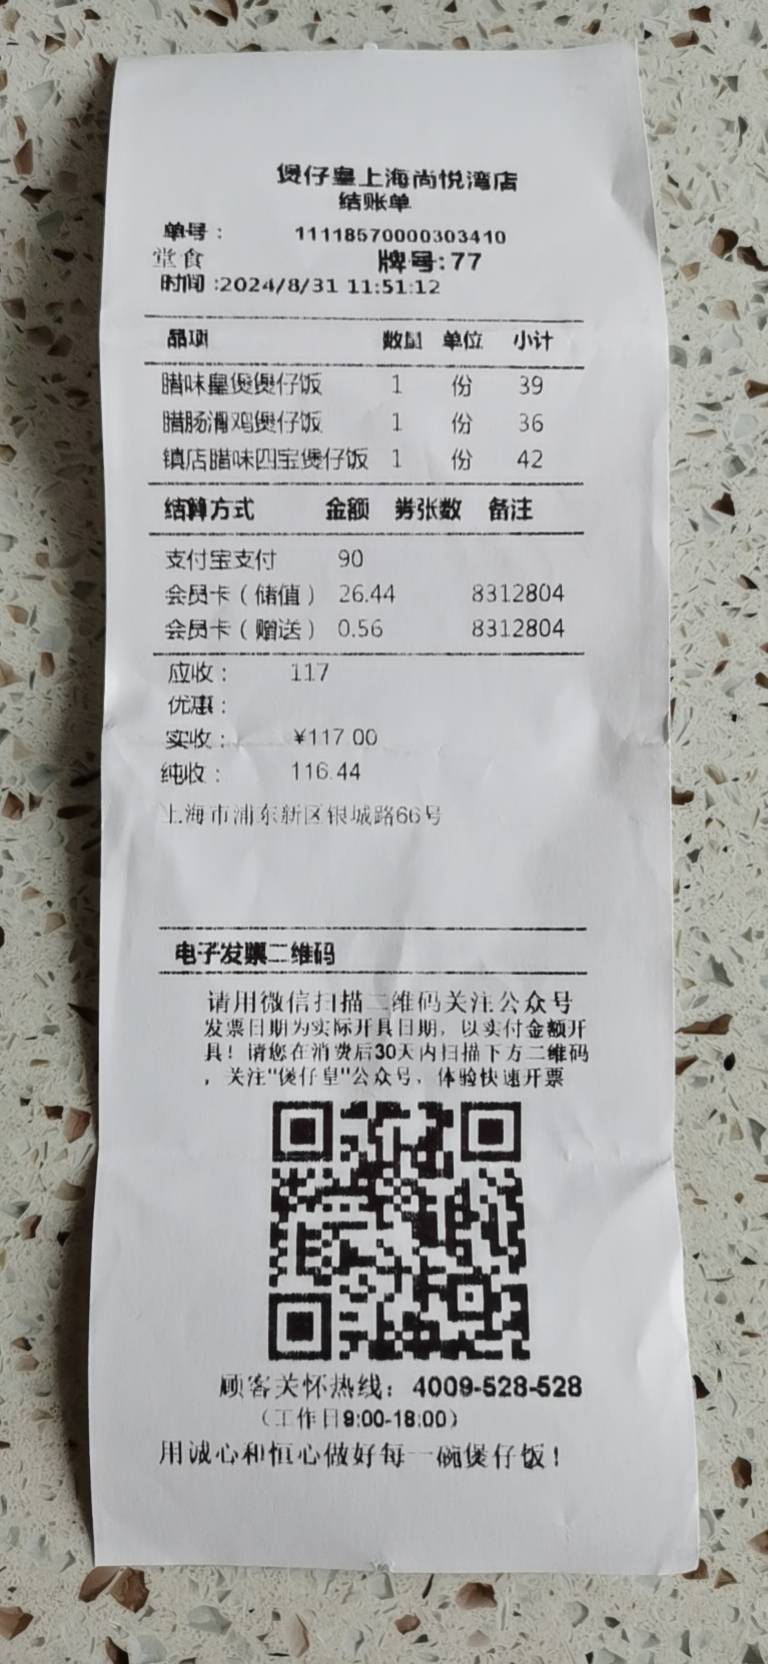 煲仔皇上海尚悦湾店
结账单
单号： 11118570000303410
堂食 牌号:77
时间:2024/8/31 11:51:12
品项 数量 单位 小计
腊味皇煲煲仔饭 1 份 39
腊肠滑鸡煲仔饭 1 份 36
镇店腊味四宝煲仔饭 1 份 42
结算方式 金额 券张数 备注
支付宝支付 90
会员卡（储值） 26.44 8312804
会员卡（赠送） 0.56 8312804
应收： 117
优惠：
实收： ¥117.00
纯收： 116.44
上海市浦东新区银城路66号
电子发票二维码
请用微信扫描二维码关注公众号
发票日期为实际开具日期，以实付金额开
具！请您在消费后30天内扫描下方二维码
，关注"煲仔皇"公众号，体验快速开票
顾客关怀热线：4009-528-528
（工作日9:00-18:00）
用诚心和恒心做好每一碗煲仔饭！